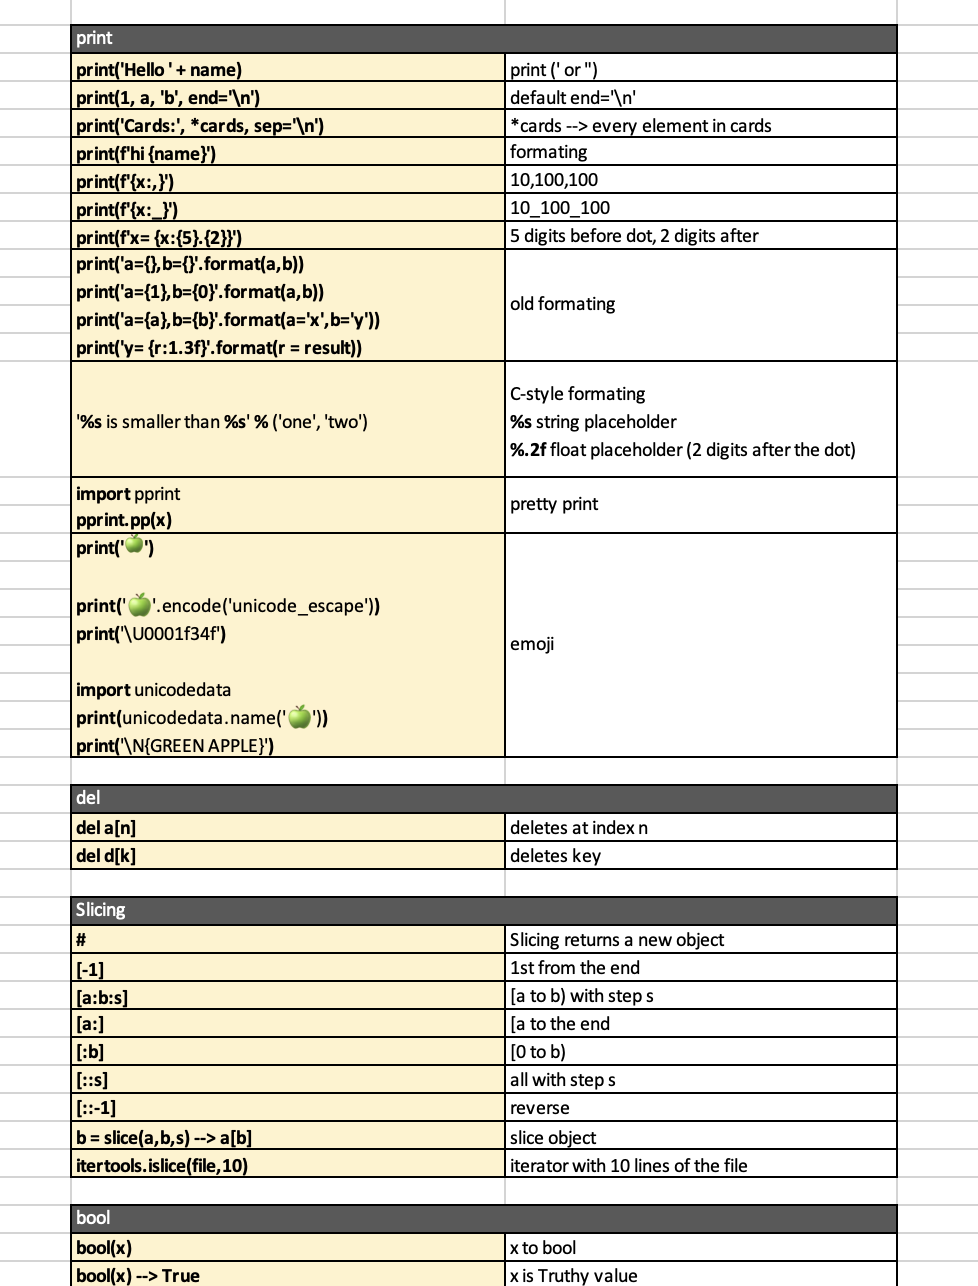 print
print('Hello ' + name)
print (' or ")
print(1, a, 'b', end='\n')
default end='\n'
print('Cards:', *cards, sep='\n')
*cards --> every element in cards
print(f'hi {name}')
formating
print(f'{x:,}')
10,100,100
print(f'{x:_}')
10_100_100
print(f'x= {x:{5}.{2}}')
5 digits before dot, 2 digits after
print('a={},b={}'.format(a,b))
print('a={1},b={0}'.format(a,b))
print('a={a},b={b}'.format(a='x',b='y'))
print('y= {r:1.3f}'.format(r = result))
old formating
'%s is smaller than %s' % ('one', 'two')
C-style formating
%s string placeholder
%.2f float placeholder (2 digits after the dot)
import pprint
pprint.pp(x)
pretty print
print('🍏')
print('🍏'.encode('unicode_escape'))
print('\U0001f34f')
import unicodedata
print(unicodedata.name('🍏'))
print('\N{GREEN APPLE}')
emoji
del
del a[n]
deletes at index n
del d[k]
deletes key
Slicing
#
Slicing returns a new object
[-1]
1st from the end
[a:b:s]
[a to b) with step s
[a:]
[a to the end
[:b]
[0 to b)
[::s]
all with step s
[::-1]
reverse
b = slice(a,b,s) --> a[b]
slice object
itertools.islice(file,10)
iterator with 10 lines of the file
bool
bool(x)
x to bool
bool(x) --> True
x is Truthy value